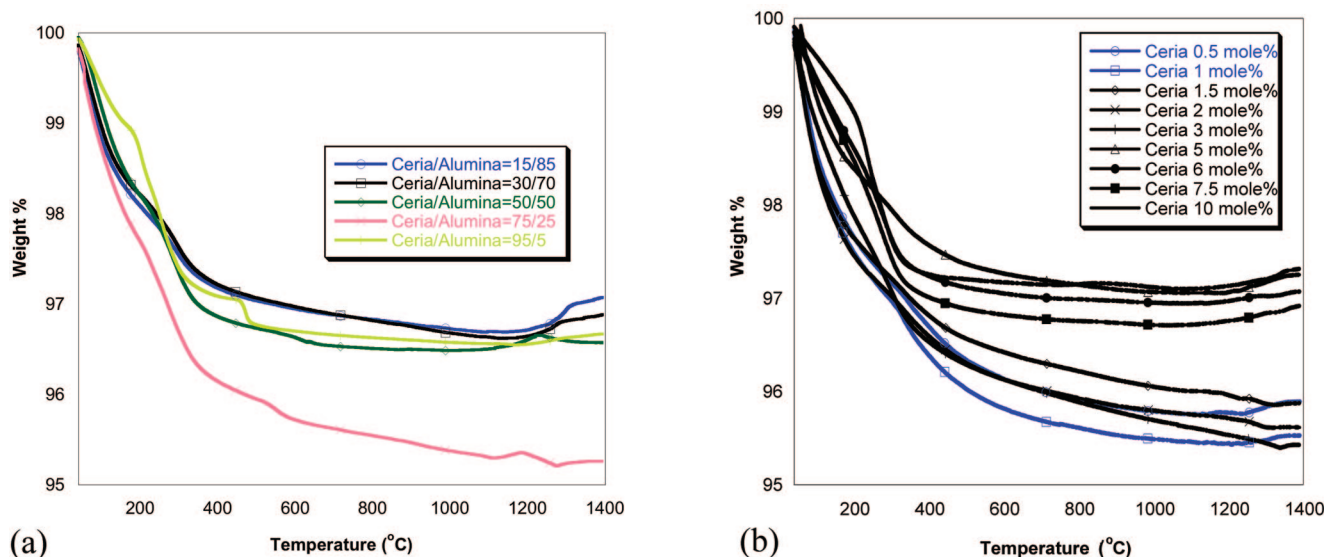 100
99
98
97
96
95
Weight %
200 400 600 800 1000 1200 1400
Temperature (°C)
Ceria/Alumina=15/85
Ceria/Alumina=30/70
Ceria/Alumina=50/50
Ceria/Alumina=75/25
Ceria/Alumina=95/5
(a)
100
99
98
97
96
95
Weight %
200 400 600 800 1000 1200 1400
Temperature (°C)
Ceria 0.5 mole%
Ceria 1 mole%
Ceria 1.5 mole%
Ceria 2 mole%
Ceria 3 mole%
Ceria 5 mole%
Ceria 6 mole%
Ceria 7.5 mole%
Ceria 10 mole%
(b)